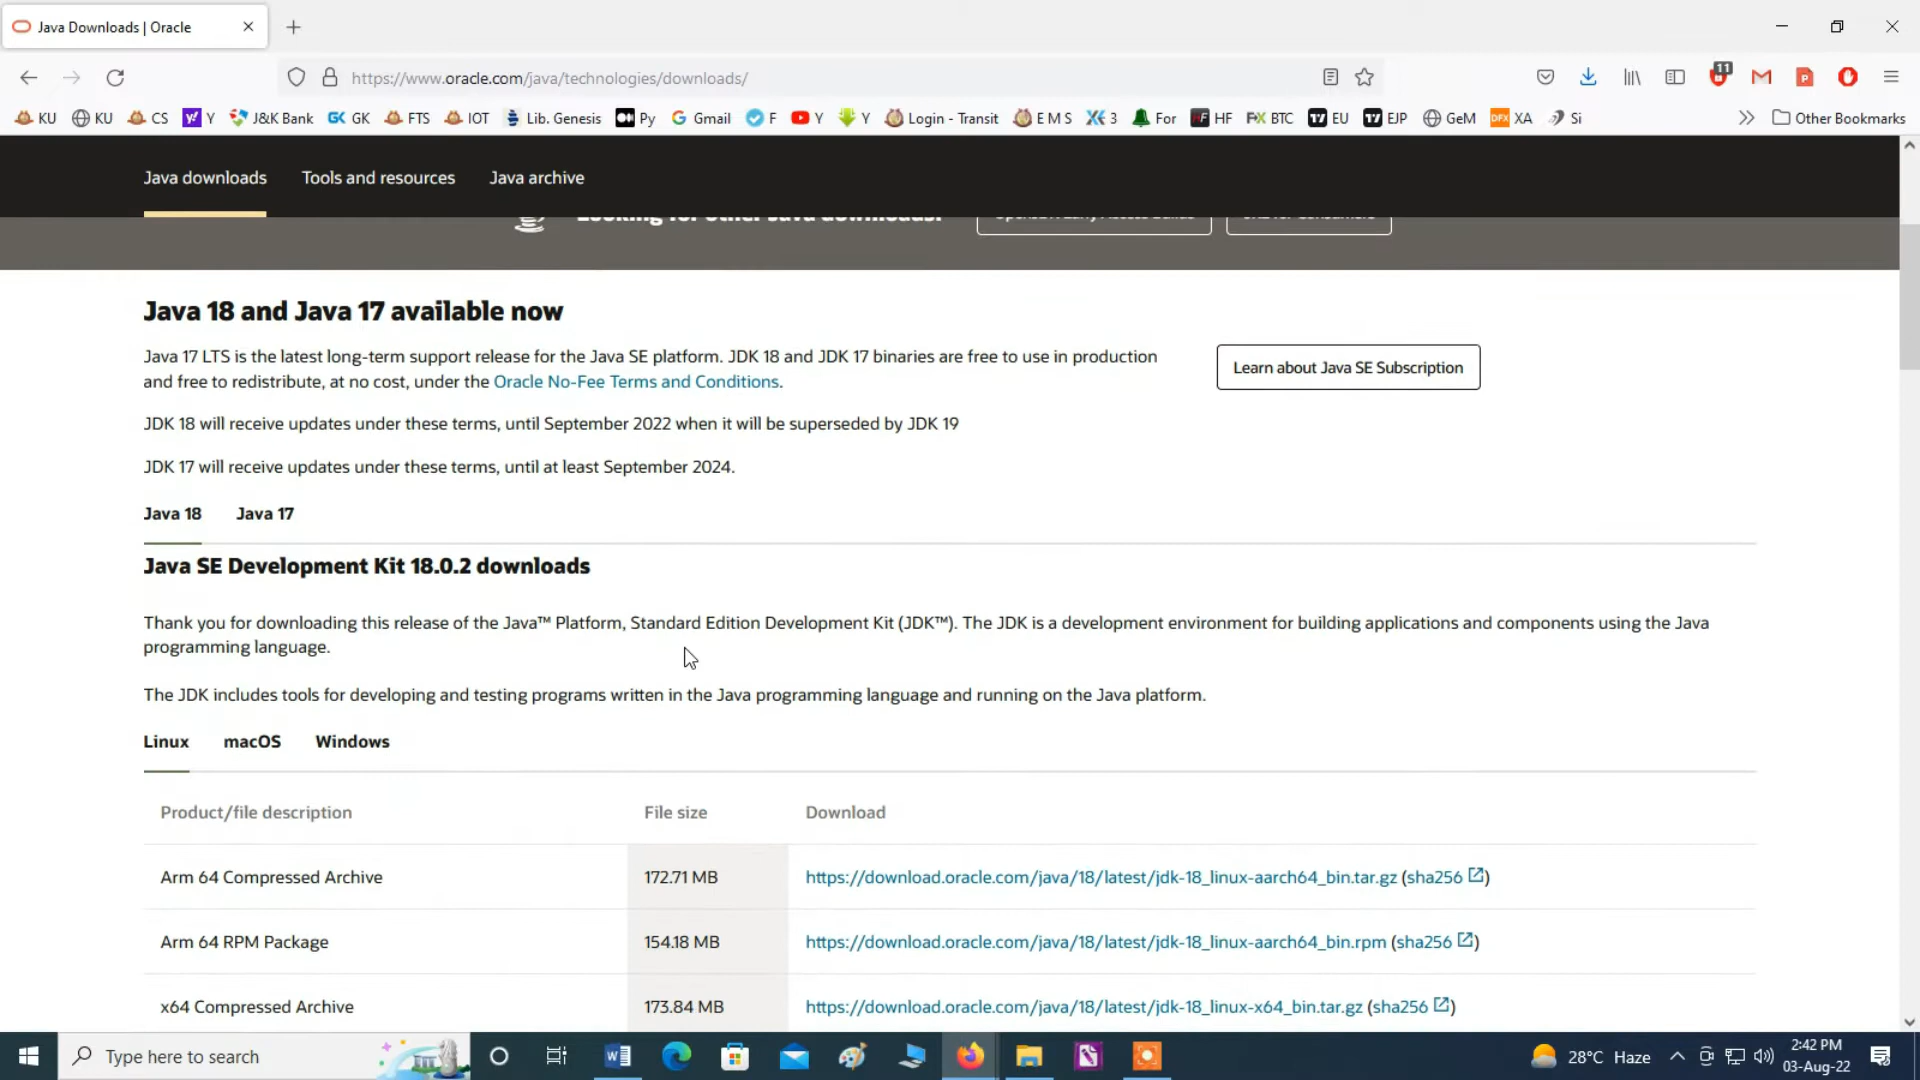 Java Downloads | Oracle
https://www.oracle.com/java/technologies/downloads/
11
KU KU CS Y J&K Bank GK GK FTS IOT Lib. Genesis Py Gmail F Y Y Login - Transit E M S 3 For HF HF F X BTC EU EJP GeM DFX XA Si Other Bookmarks
Java downloads Tools and resources Java archive
Looking for other Java downloads?
Java 18 and Java 17 available now
Java 17 LTS is the latest long-term support release for the Java SE platform. JDK 18 and JDK 17 binaries are free to use in production
and free to redistribute, at no cost, under the Oracle No-Fee Terms and Conditions.
Learn about Java SE Subscription
JDK 18 will receive updates under these terms, until September 2022 when it will be superseded by JDK 19
JDK 17 will receive updates under these terms, until at least September 2024.
Java 18 Java 17
Java SE Development Kit 18.0.2 downloads
Thank you for downloading this release of the Java™ Platform, Standard Edition Development Kit (JDK™). The JDK is a development environment for building applications and components using the Java
programming language.
The JDK includes tools for developing and testing programs written in the Java programming language and running on the Java platform.
Linux macOS Windows
Product/file description File size Download
Arm 64 Compressed Archive 172.71 MB https://download.oracle.com/java/18/latest/jdk-18_linux-aarch64_bin.tar.gz (sha256)
Arm 64 RPM Package 154.18 MB https://download.oracle.com/java/18/latest/jdk-18_linux-aarch64_bin.rpm (sha256)
x64 Compressed Archive 173.84 MB https://download.oracle.com/java/18/latest/jdk-18_linux-x64_bin.tar.gz (sha256)
Type here to search
28°C Haze
2:42 PM
03-Aug-22